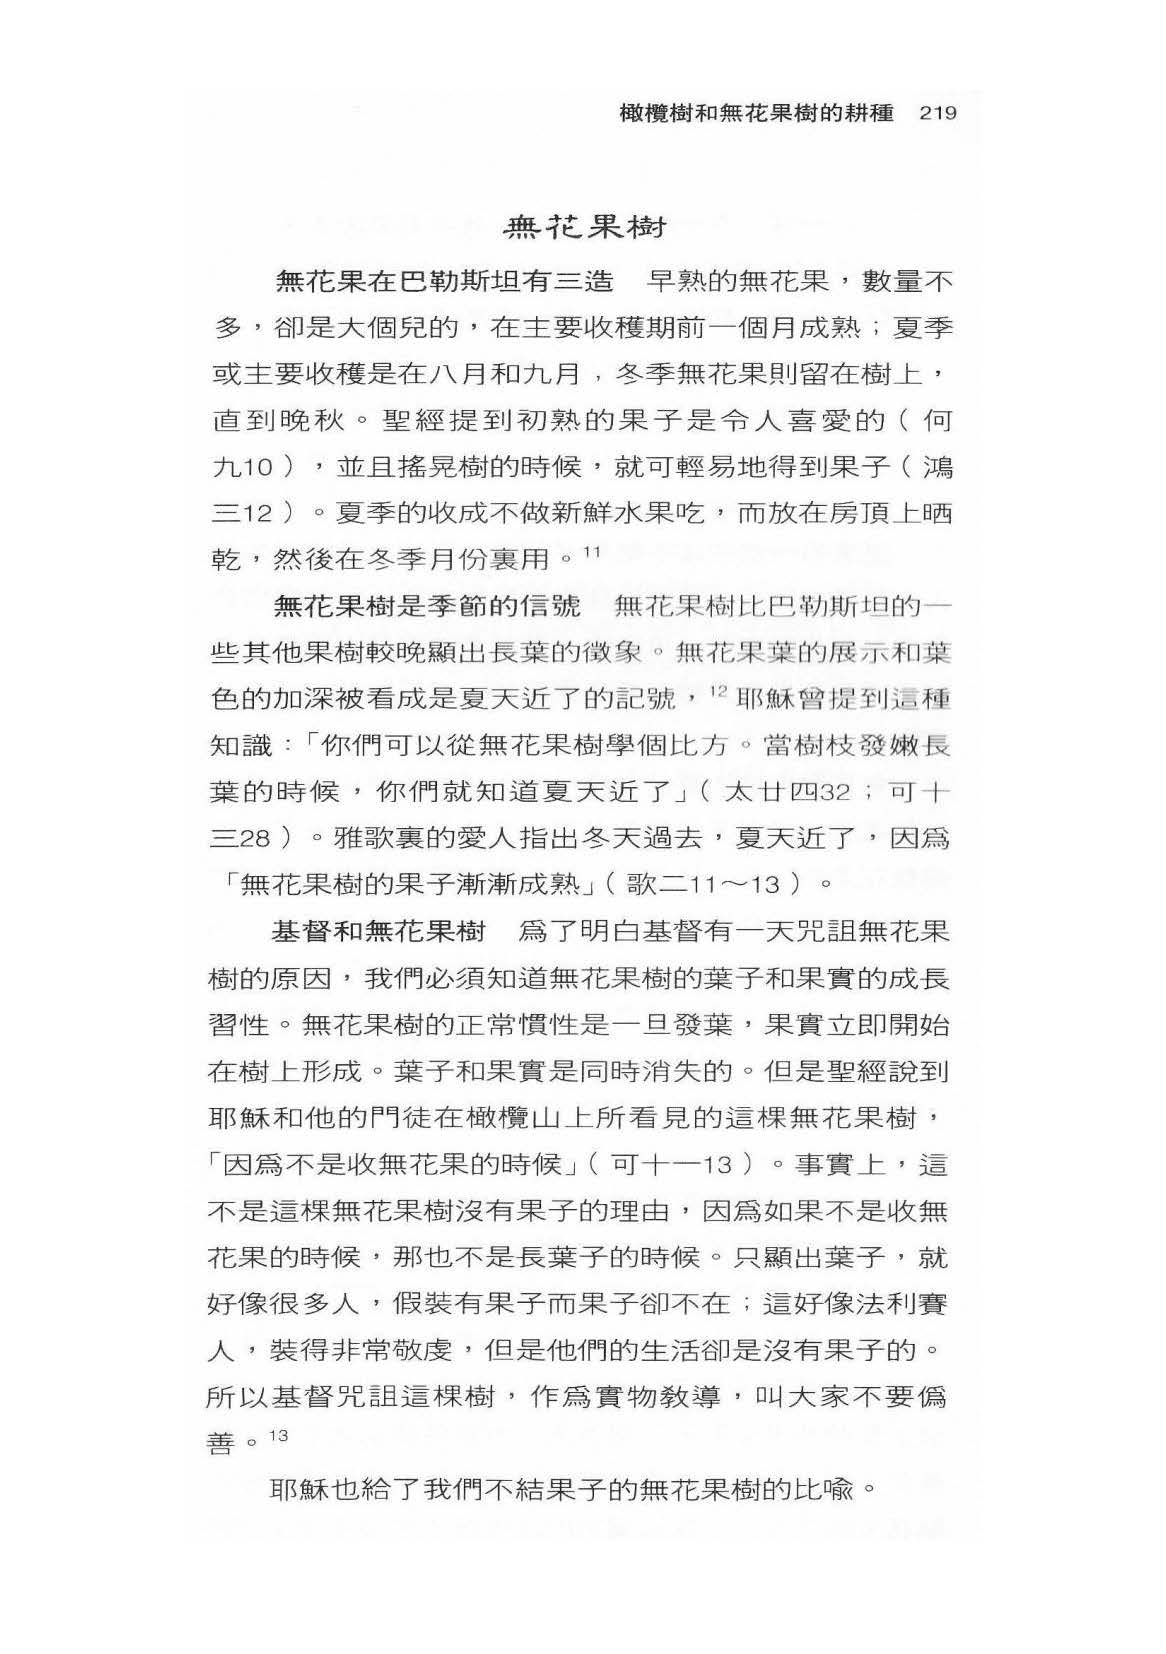 橄欖樹和無花果樹的耕種 219
無花果樹
無花果在巴勒斯坦有三造　早熟的無花果，數量不
多，卻是大個兒的，在主要收穫期前一個月成熟；夏季
或主要收穫是在八月和九月，冬季無花果則留在樹上，
直到晚秋。聖經提到初熟的果子是令人喜愛的（何
九10），並且搖晃樹的時候，就可輕易地得到果子（鴻
三12）。夏季的收成不做新鮮水果吃，而放在房頂上晒
乾，然後在冬季月份裏用。11
無花果樹是季節的信號　無花果樹比巴勒斯坦的一
些其他果樹較晚顯出長葉的徵象。無花果葉的展示和葉
色的加深被看成是夏天近了的記號，12 耶穌曾提到這種
知識：「你們可以從無花果樹學個比方。當樹枝發嫩長
葉的時候，你們就知道夏天近了」（太廿四32；可十
三28）。雅歌裏的愛人指出冬天過去，夏天近了，因爲
「無花果樹的果子漸漸成熟」（歌二11～13）。
基督和無花果樹　爲了明白基督有一天咒詛無花果
樹的原因，我們必須知道無花果樹的葉子和果實的成長
習性。無花果樹的正常慣性是一旦發葉，果實立即開始
在樹上形成。葉子和果實是同時消失的。但是聖經說到
耶穌和他的門徒在橄欖山上所看見的這棵無花果樹，
「因爲不是收無花果的時候」（可十一13）。事實上，這
不是這棵無花果樹沒有果子的理由，因爲如果不是收無
花果的時候，那也不是長葉子的時候。只顯出葉子，就
好像很多人，假裝有果子而果子卻不在；這好像法利賽
人，裝得非常敬虔，但是他們的生活卻是沒有果子的。
所以基督咒詛這棵樹，作爲實物教導，叫大家不要僞
善。13
耶穌也給了我們不結果子的無花果樹的比喻。